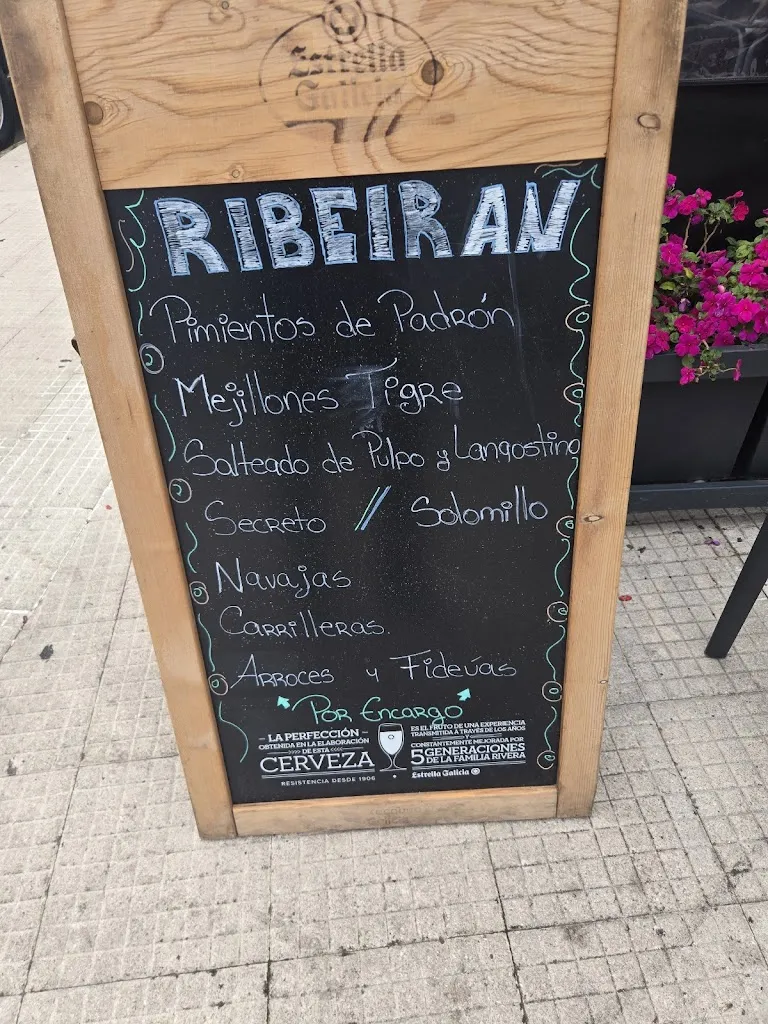 Estrella
Galicia
RIBEIRAN
Pimientos de Padrón
Mejillones Tigre
Salteado de Pulpo y Langostino
Secreto // Solomillo
Navajas
Carrilleras
Arroces y Fideuás
Por Encargo
LA PERFECCIÓN
OBTENIDA EN LA ELABORACIÓN
DE ESTA
CERVEZA
RESISTENCIA DESDE 1906
ES EL FRUTO DE UNA EXPERIENCIA
TRANSMITIDA A TRAVÉS DE LOS AÑOS
Y
CONSTANTEMENTE MEJORADA POR
5 GENERACIONES
DE LA FAMILIA RIVERA
Estrella Galicia